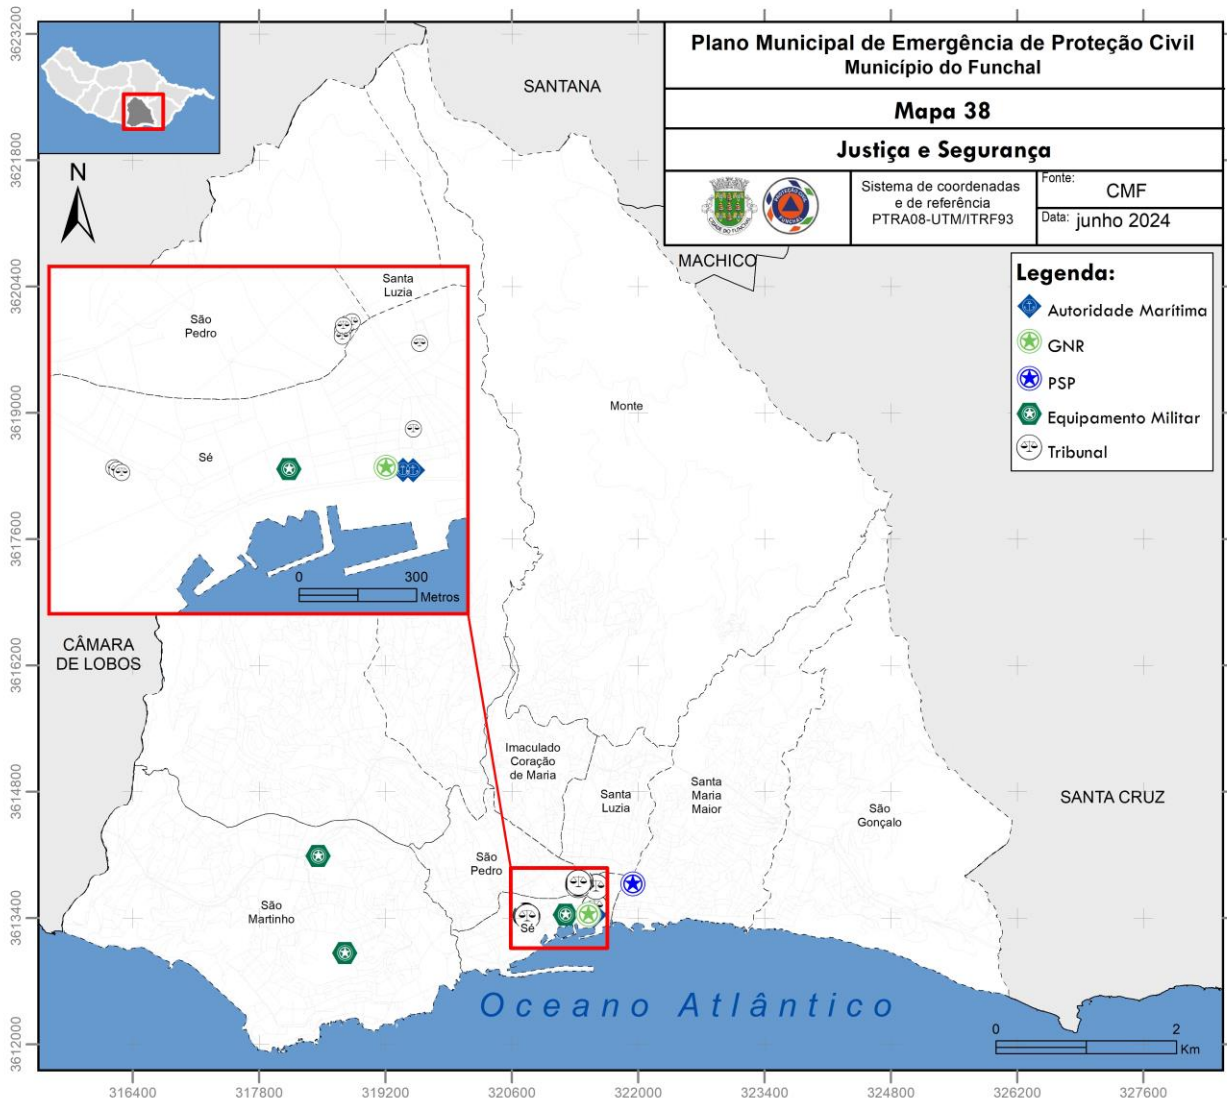 Plano Municipal de Emergência de Proteção Civil
Município do Funchal
Mapa 38
Justiça e Segurança
Sistema de coordenadas
e de referência
PTRA08-UTM/ITRF93
Fonte:
CMF
Data: junho 2024
Legenda:
Autoridade Marítima
GNR
PSP
Equipamento Militar
Tribunal
N
SANTANA
MACHICO
CÂMARA
DE LOBOS
SANTA CRUZ
Santa
Luzia
São
Pedro
Sé
0
300
Metros
Monte
Imaculado
Coração
de Maria
Santa
Luzia
Santa
Maria
Maior
São
Gonçalo
São
Pedro
São
Martinho
Sé
Oceano Atlântico
0
2
Km
3623200
3621800
3620400
3619000
3617600
3616200
3614800
3613400
3612000
316400
317800
319200
320600
322000
323400
324800
326200
327600